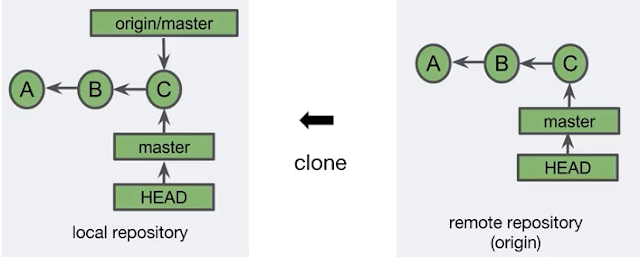 origin/master
A
B
C
master
HEAD
local repository
clone
A
B
C
master
HEAD
remote repository
(origin)